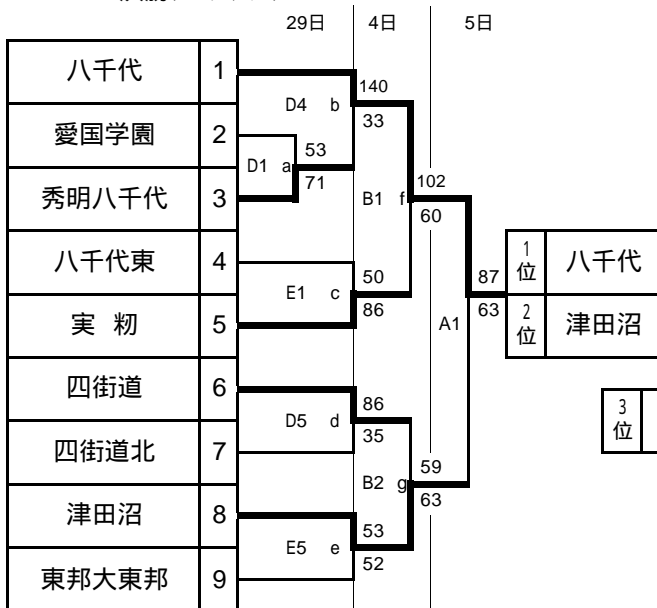 29日 4日 5日
八千代 1
140
D4 b 33
愛国学園 2
53
D1 a
71
秀明八千代 3
102
B1 f
60
八千代東 4
50
E1 c
86
実 籾 5
87
63
A1
1位 八千代
2位 津田沼
四街道 6
86
D5 d
35
3位
四街道北 7
59
B2 g
63
津田沼 8
53
E5 e
52
東邦大東邦 9